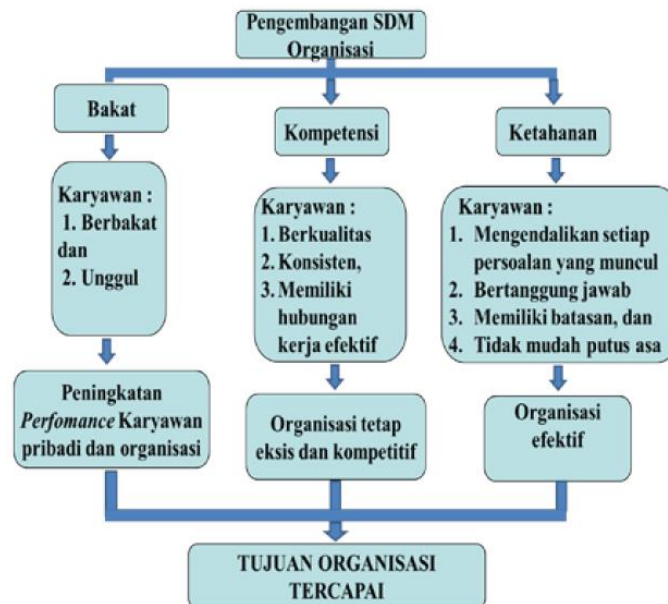 Pengembangan SDM
Organisasi
Bakat
Kompetensi
Ketahanan
Karyawan :
1. Berbakat
dan
2. Unggul
Karyawan :
1. Berkualitas
2. Konsisten,
3. Memiliki
hubungan
kerja efektif
Karyawan :
1. Mengendalikan setiap
persoalan yang muncul
2. Bertanggung jawab
3. Memiliki batasan, dan
4. Tidak mudah putus asa
Peningkatan
Perfomance Karyawan
pribadi dan organisasi
Organisasi tetap
eksis dan kompetitif
Organisasi
efektif
TUJUAN ORGANISASI
TERCAPAI